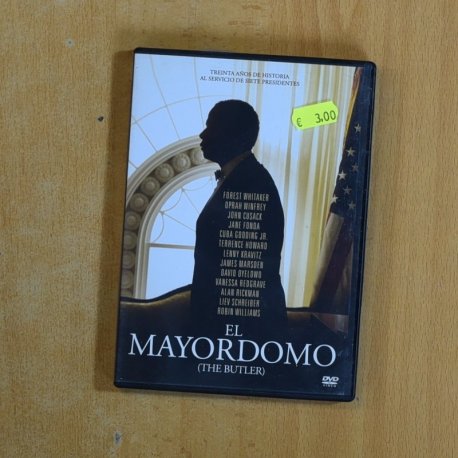 TREINTA AÑOS DE HISTORIA
AL SERVICIO DE SIETE PRESIDENTES
€ 3,00
FOREST WHITAKER
OPRAH WINFREY
JOHN CUSACK
JANE FONDA
CUBA GOODING JR.
TERRENCE HOWARD
LENNY KRAVITZ
JAMES MARSDEN
DAVID OYELOWO
VANESSA REDGRAVE
ALAN RICKMAN
LIEV SCHREIBER
ROBIN WILLIAMS
EL
MAYORDOMO
(THE BUTLER)
DVD
VIDEO